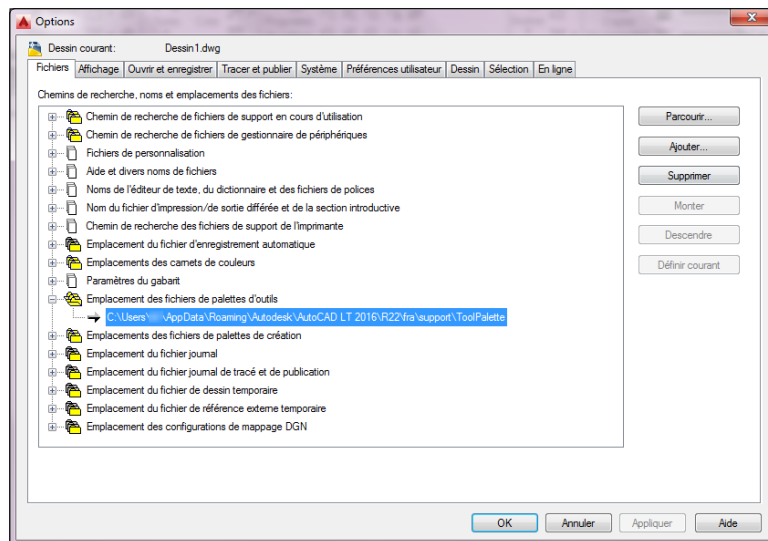 Options
Dessin courant: Dessin1.dwg
Fichiers Affichage Ouvrir et enregistrer Tracer et publier Système Préférences utilisateur Dessin Sélection En ligne
Chemins de recherche, noms et emplacements des fichiers:
Chemin de recherche de fichiers de support en cours d'utilisation
Chemin de recherche de fichiers de gestionnaire de périphériques
Fichiers de personnalisation
Aide et divers noms de fichiers
Noms de l'éditeur de texte, du dictionnaire et des fichiers de polices
Nom du fichier d'impression/de sortie différée et de la section introductive
Chemin de recherche des fichiers de support de l'imprimante
Emplacement du fichier d'enregistrement automatique
Emplacements des carnets de couleurs
Paramètres du gabarit
Emplacement des fichiers de palettes d'outils
C:\Users\ \AppData\Roaming\Autodesk\AutoCAD LT 2016\R22\fra\support\ToolPalette
Emplacements des fichiers de palettes de création
Emplacement du fichier journal
Emplacement du fichier journal de tracé et de publication
Emplacement du fichier de dessin temporaire
Emplacement du fichier de référence externe temporaire
Emplacement des configurations de mappage DGN
Parcourir...
Ajouter...
Supprimer
Monter
Descendre
Définir courant
OK Annuler Appliquer Aide